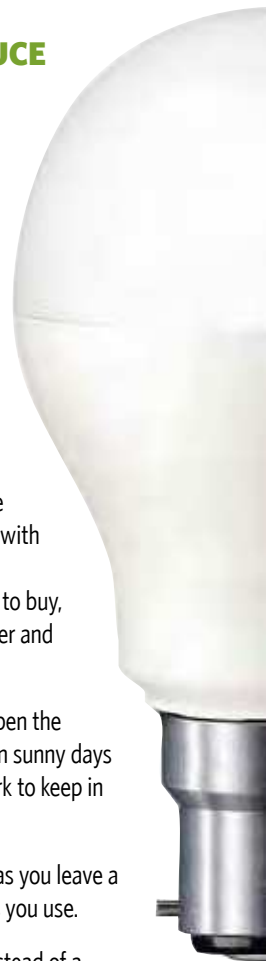 UCE
e
with
to buy,
er and
pen the
n sunny days
rk to keep in
as you leave a
you use.
stead of a